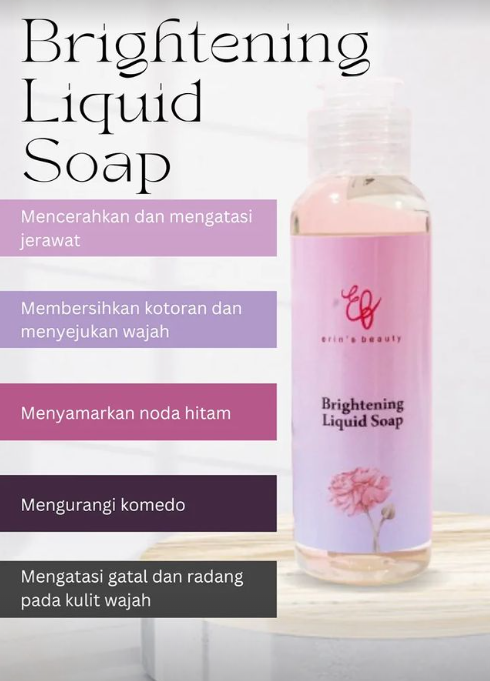 Brightening
Liquid
Soap
Mencerahkan dan mengatasi
jerawat
Membersihkan kotoran dan
menyejukan wajah
Menyamarkan noda hitam
Mengurangi komedo
Mengatasi gatal dan radang
pada kulit wajah
EB
erin's beauty
Brightening
Liquid Soap